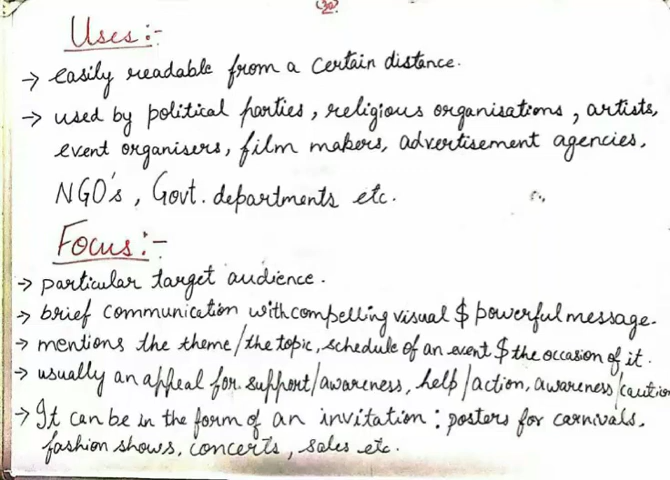 Uses:-
→ easily readable from a certain distance.
→ used by political parties, religious organisations, artists,
event organisers, film makers, advertisement agencies,
NGO's, Govt. departments etc.
Focus:-
→ particular target audience.
→ brief communication with compelling visual & powerful message.
→ mentions the theme/the topic, schedule of an event & the occasion of it.
→ usually an appeal for support/awareness, help/action, awareness/caution
→ It can be in the form of an invitation: posters for carnivals,
fashion shows, concerts, sales etc.